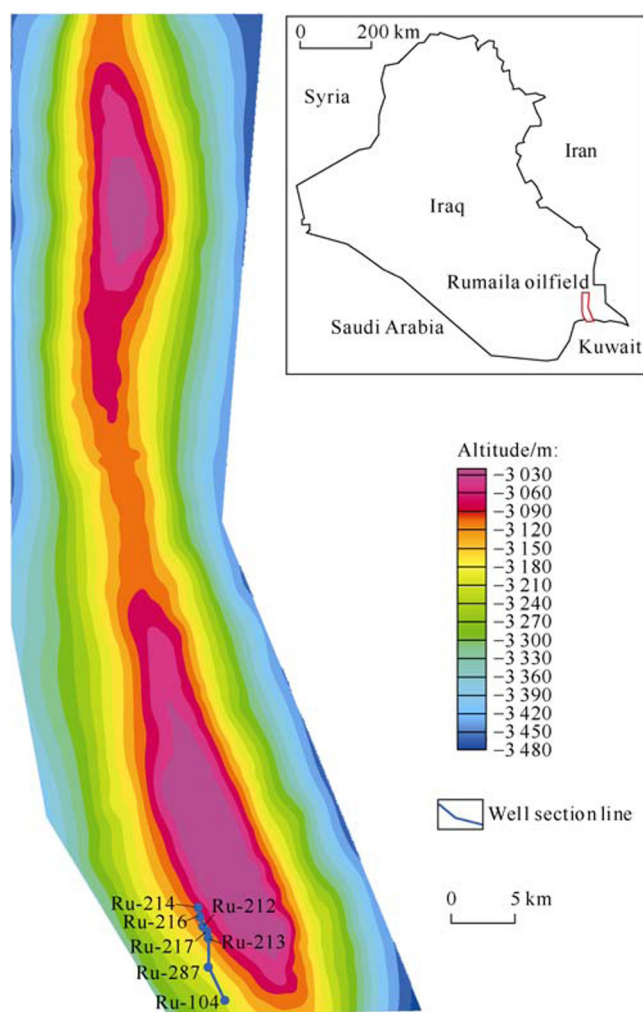 0 200 km
Syria
Iran
Iraq
Rumaila oilfield
Saudi Arabia
Kuwait
Altitude/m:
−3 030
−3 060
−3 090
−3 120
−3 150
−3 180
−3 210
−3 240
−3 270
−3 300
−3 330
−3 360
−3 390
−3 420
−3 450
−3 480
Well section line
0 5 km
Ru-214
Ru-212
Ru-216
Ru-217
Ru-213
Ru-287
Ru-104